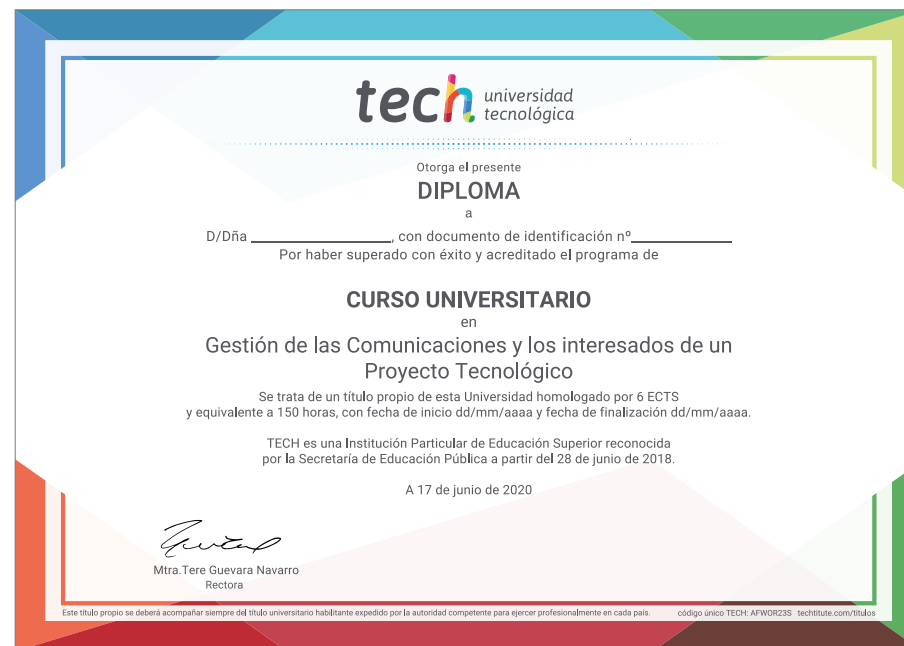 tech universidad
tecnológica
Otorga el presente
DIPLOMA
a
D/Dña ____________________, con documento de identificación nº______________
Por haber superado con éxito y acreditado el programa de
CURSO UNIVERSITARIO
en
Gestión de las Comunicaciones y los interesados de un
Proyecto Tecnológico
Se trata de un título propio de esta Universidad homologado por 6 ECTS
y equivalente a 150 horas, con fecha de inicio dd/mm/aaaa y fecha de finalización dd/mm/aaaa.
TECH es una Institución Particular de Educación Superior reconocida
por la Secretaría de Educación Pública a partir del 28 de junio de 2018.
A 17 de junio de 2020
Mtra.Tere Guevara Navarro
Rectora
Este título propio se deberá acompañar siempre del título universitario habilitante expedido por la autoridad competente para ejercer profesionalmente en cada país. código único TECH: AFWOR23S techtitute.com/titulos